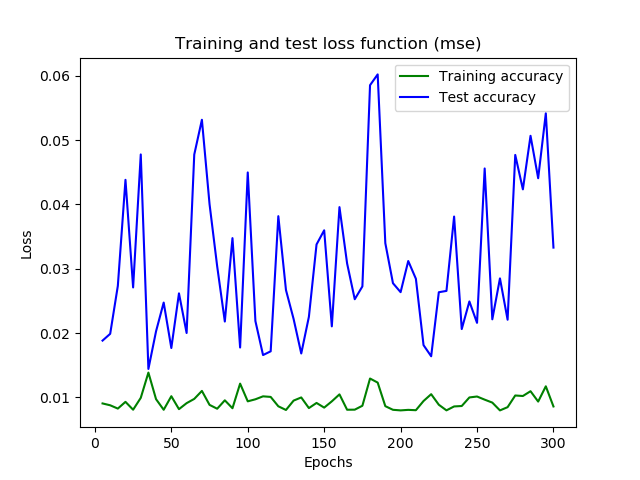 Training and test loss function (mse)
Training accuracy
Test accuracy
0.06
0.05
0.04
0.03
0.02
0.01
Loss
0
50
100
150
200
250
300
Epochs